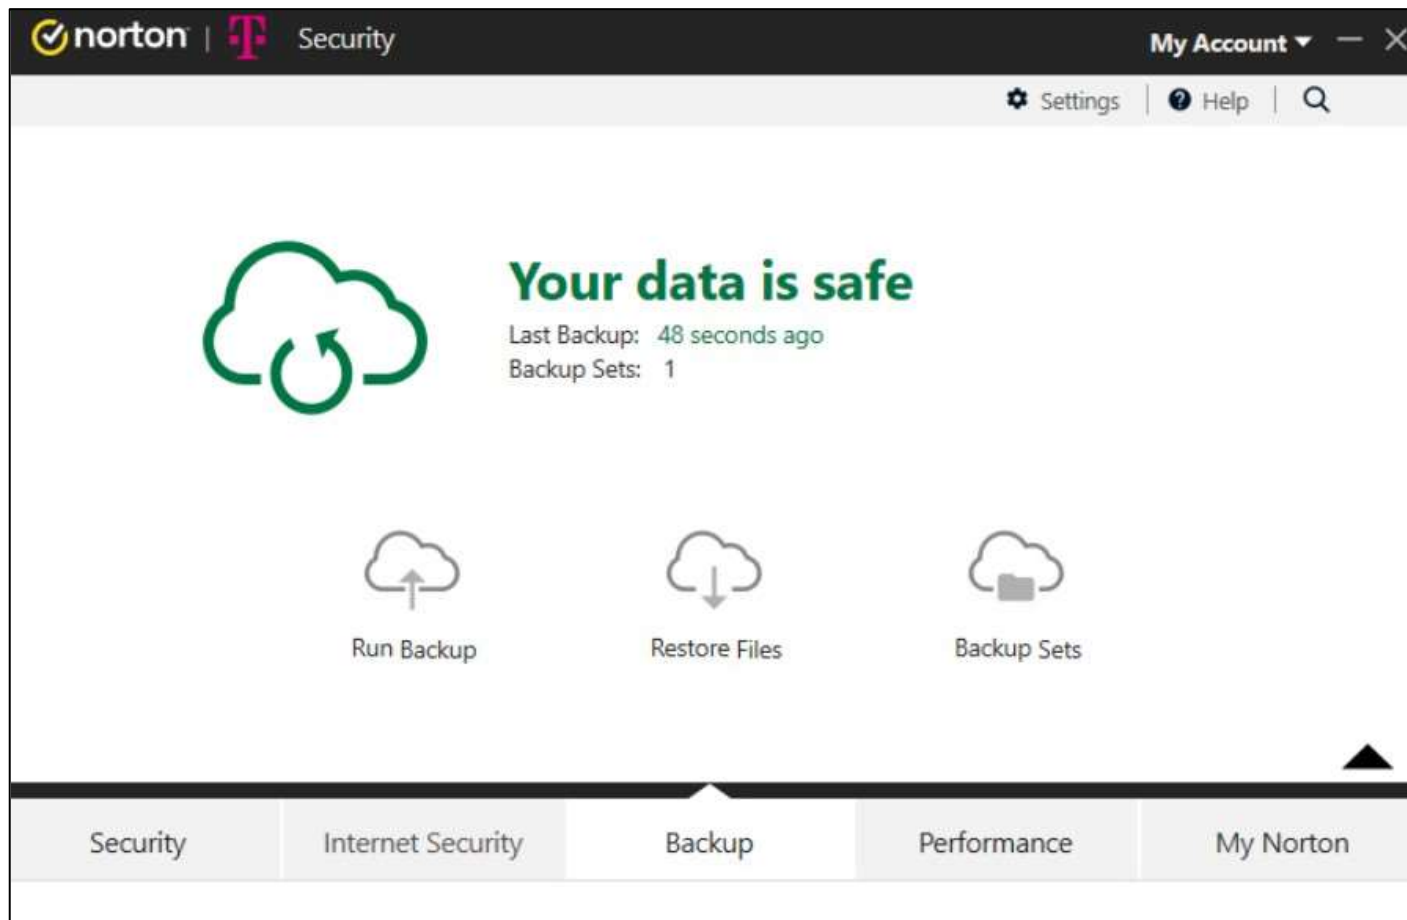 norton | T Security My Account
Settings | Help |
Your data is safe
Last Backup: 48 seconds ago
Backup Sets: 1
Run Backup Restore Files Backup Sets
Security Internet Security Backup Performance My Norton